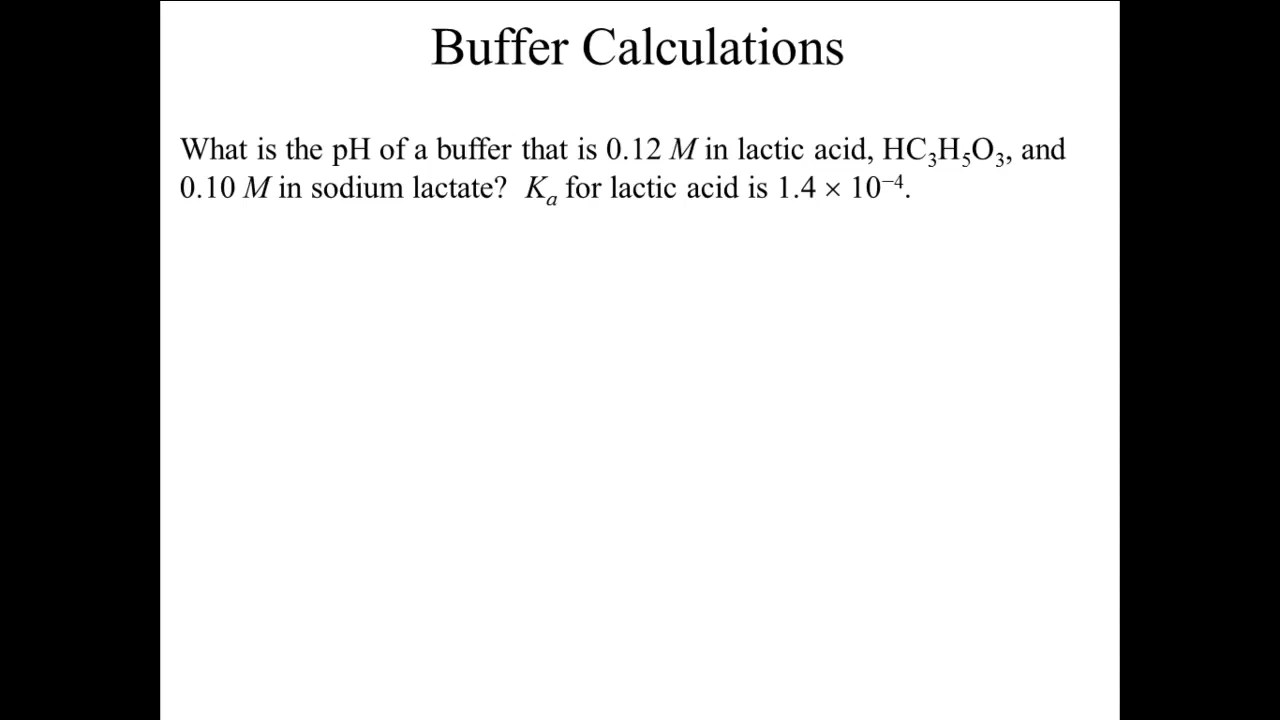 Buffer Calculations
What is the pH of a buffer that is 0.12 M in lactic acid, HC₃H₅O₃, and
0.10 M in sodium lactate? Kₐ for lactic acid is 1.4 × 10⁻⁴.